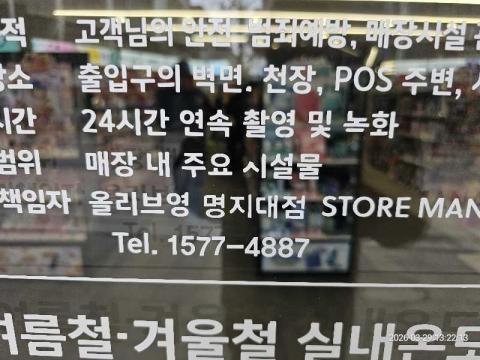 적 고객님의 안전, 범죄예방, 매장시설
장소 출입구의 벽면, 천장, POS 주변,
시간 24시간 연속 촬영 및 녹화
범위 매장 내 주요 시설물
책임자 올리브영 명지대점 STORE MAN
Tel. 1577-4887
여름철·겨울철 실내온도
2026-03-29 13:22:13